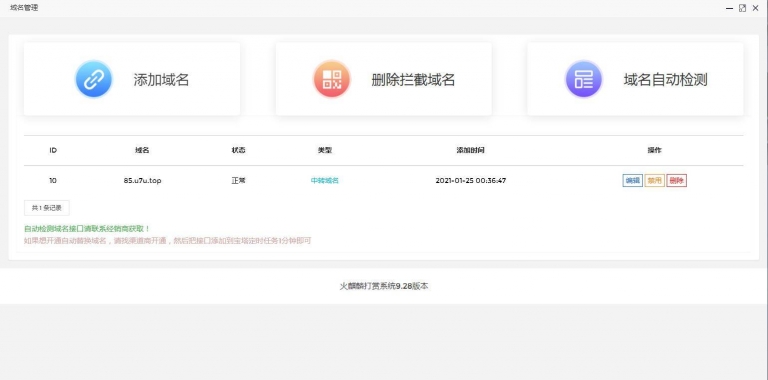 域名管理
添加域名
删除拦截域名
域名自动检测
ID 域名 状态 类型 添加时间 操作
10 85.u7u.top 正常 中转域名 2021-01-25 00:36:47 编辑 禁用 删除
共 1 条记录
自动检测域名接口请联系经销商获取！
如果想开通自动替换域名，请找渠道商开通，然后把接口添加到宝塔定时任务1分钟即可
火麒麟打赏系统9.28版本